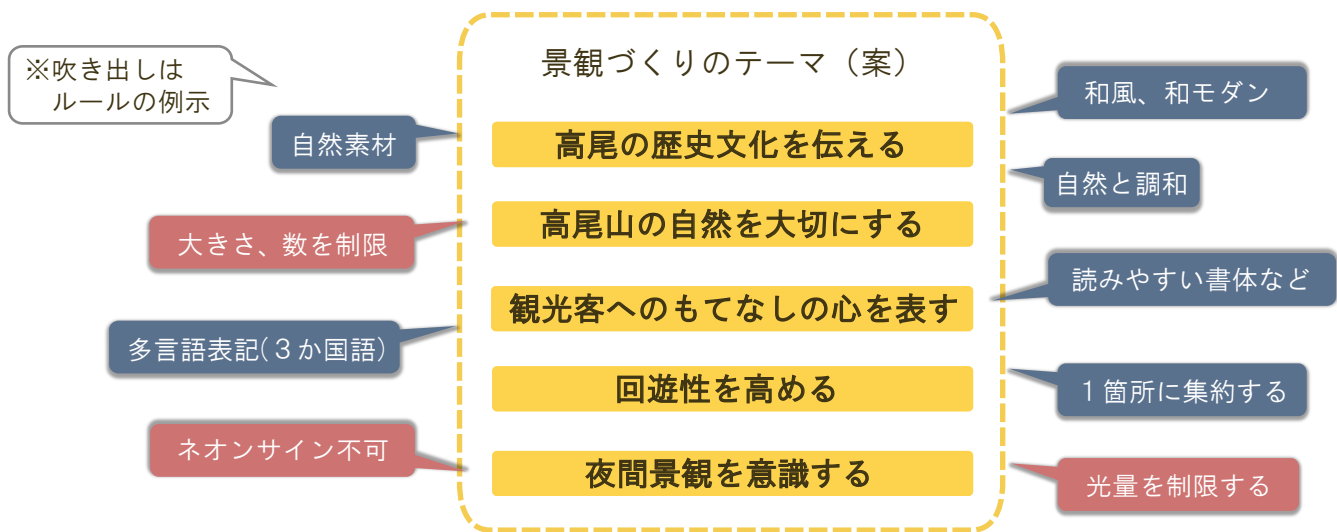 ※吹き出しは
ルールの例示
景観づくりのテーマ（案）
和風、和モダン
自然素材
高尾の歴史文化を伝える
自然と調和
大きさ、数を制限
高尾山の自然を大切にする
読みやすい書体など
観光客へのもてなしの心を表す
多言語表記(３か国語)
回遊性を高める
１箇所に集約する
ネオンサイン不可
夜間景観を意識する
光量を制限する